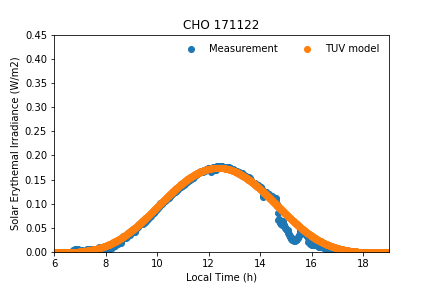 CHO 171122
Measurement
TUV model
Solar Erythemal Irradiance (W/m2)
0.45
0.40
0.35
0.30
0.25
0.20
0.15
0.10
0.05
0.00
6 8 10 12 14 16 18
Local Time (h)